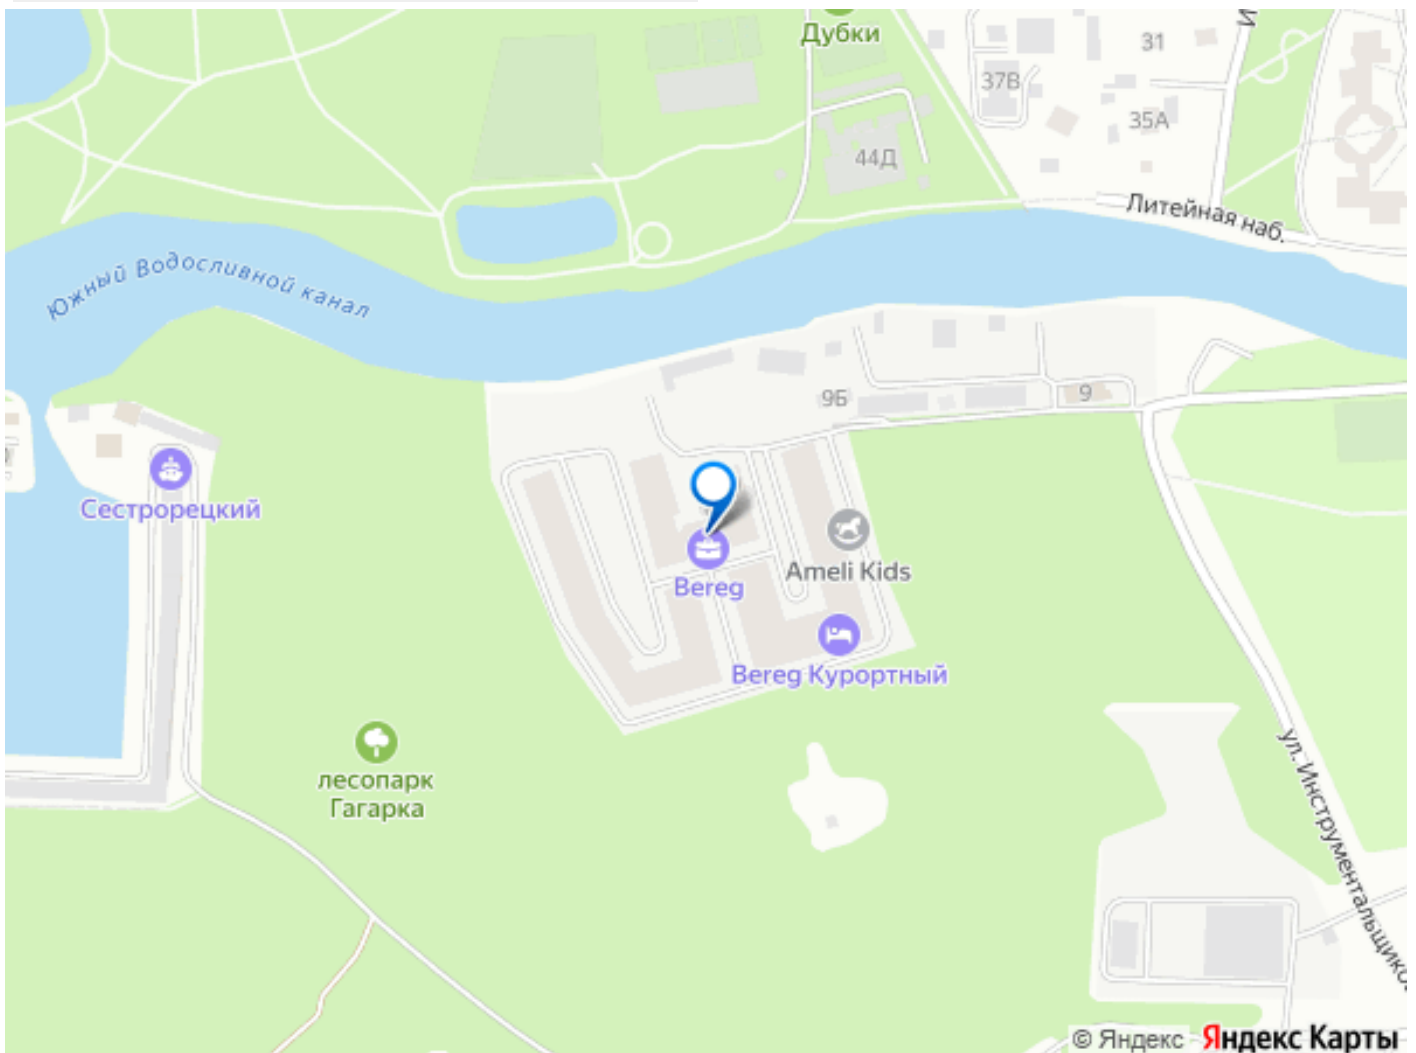 Дубки
31
37В
35А
44Д
Литейная наб.
Южный Водосливной канал
9Б
9
Сестрорецкий
Ameli Kids
Bereg
Bereg Курортный
лесопарк
Гагарка
ул. Инструментальщиков
© Яндекс Яндекс Карты